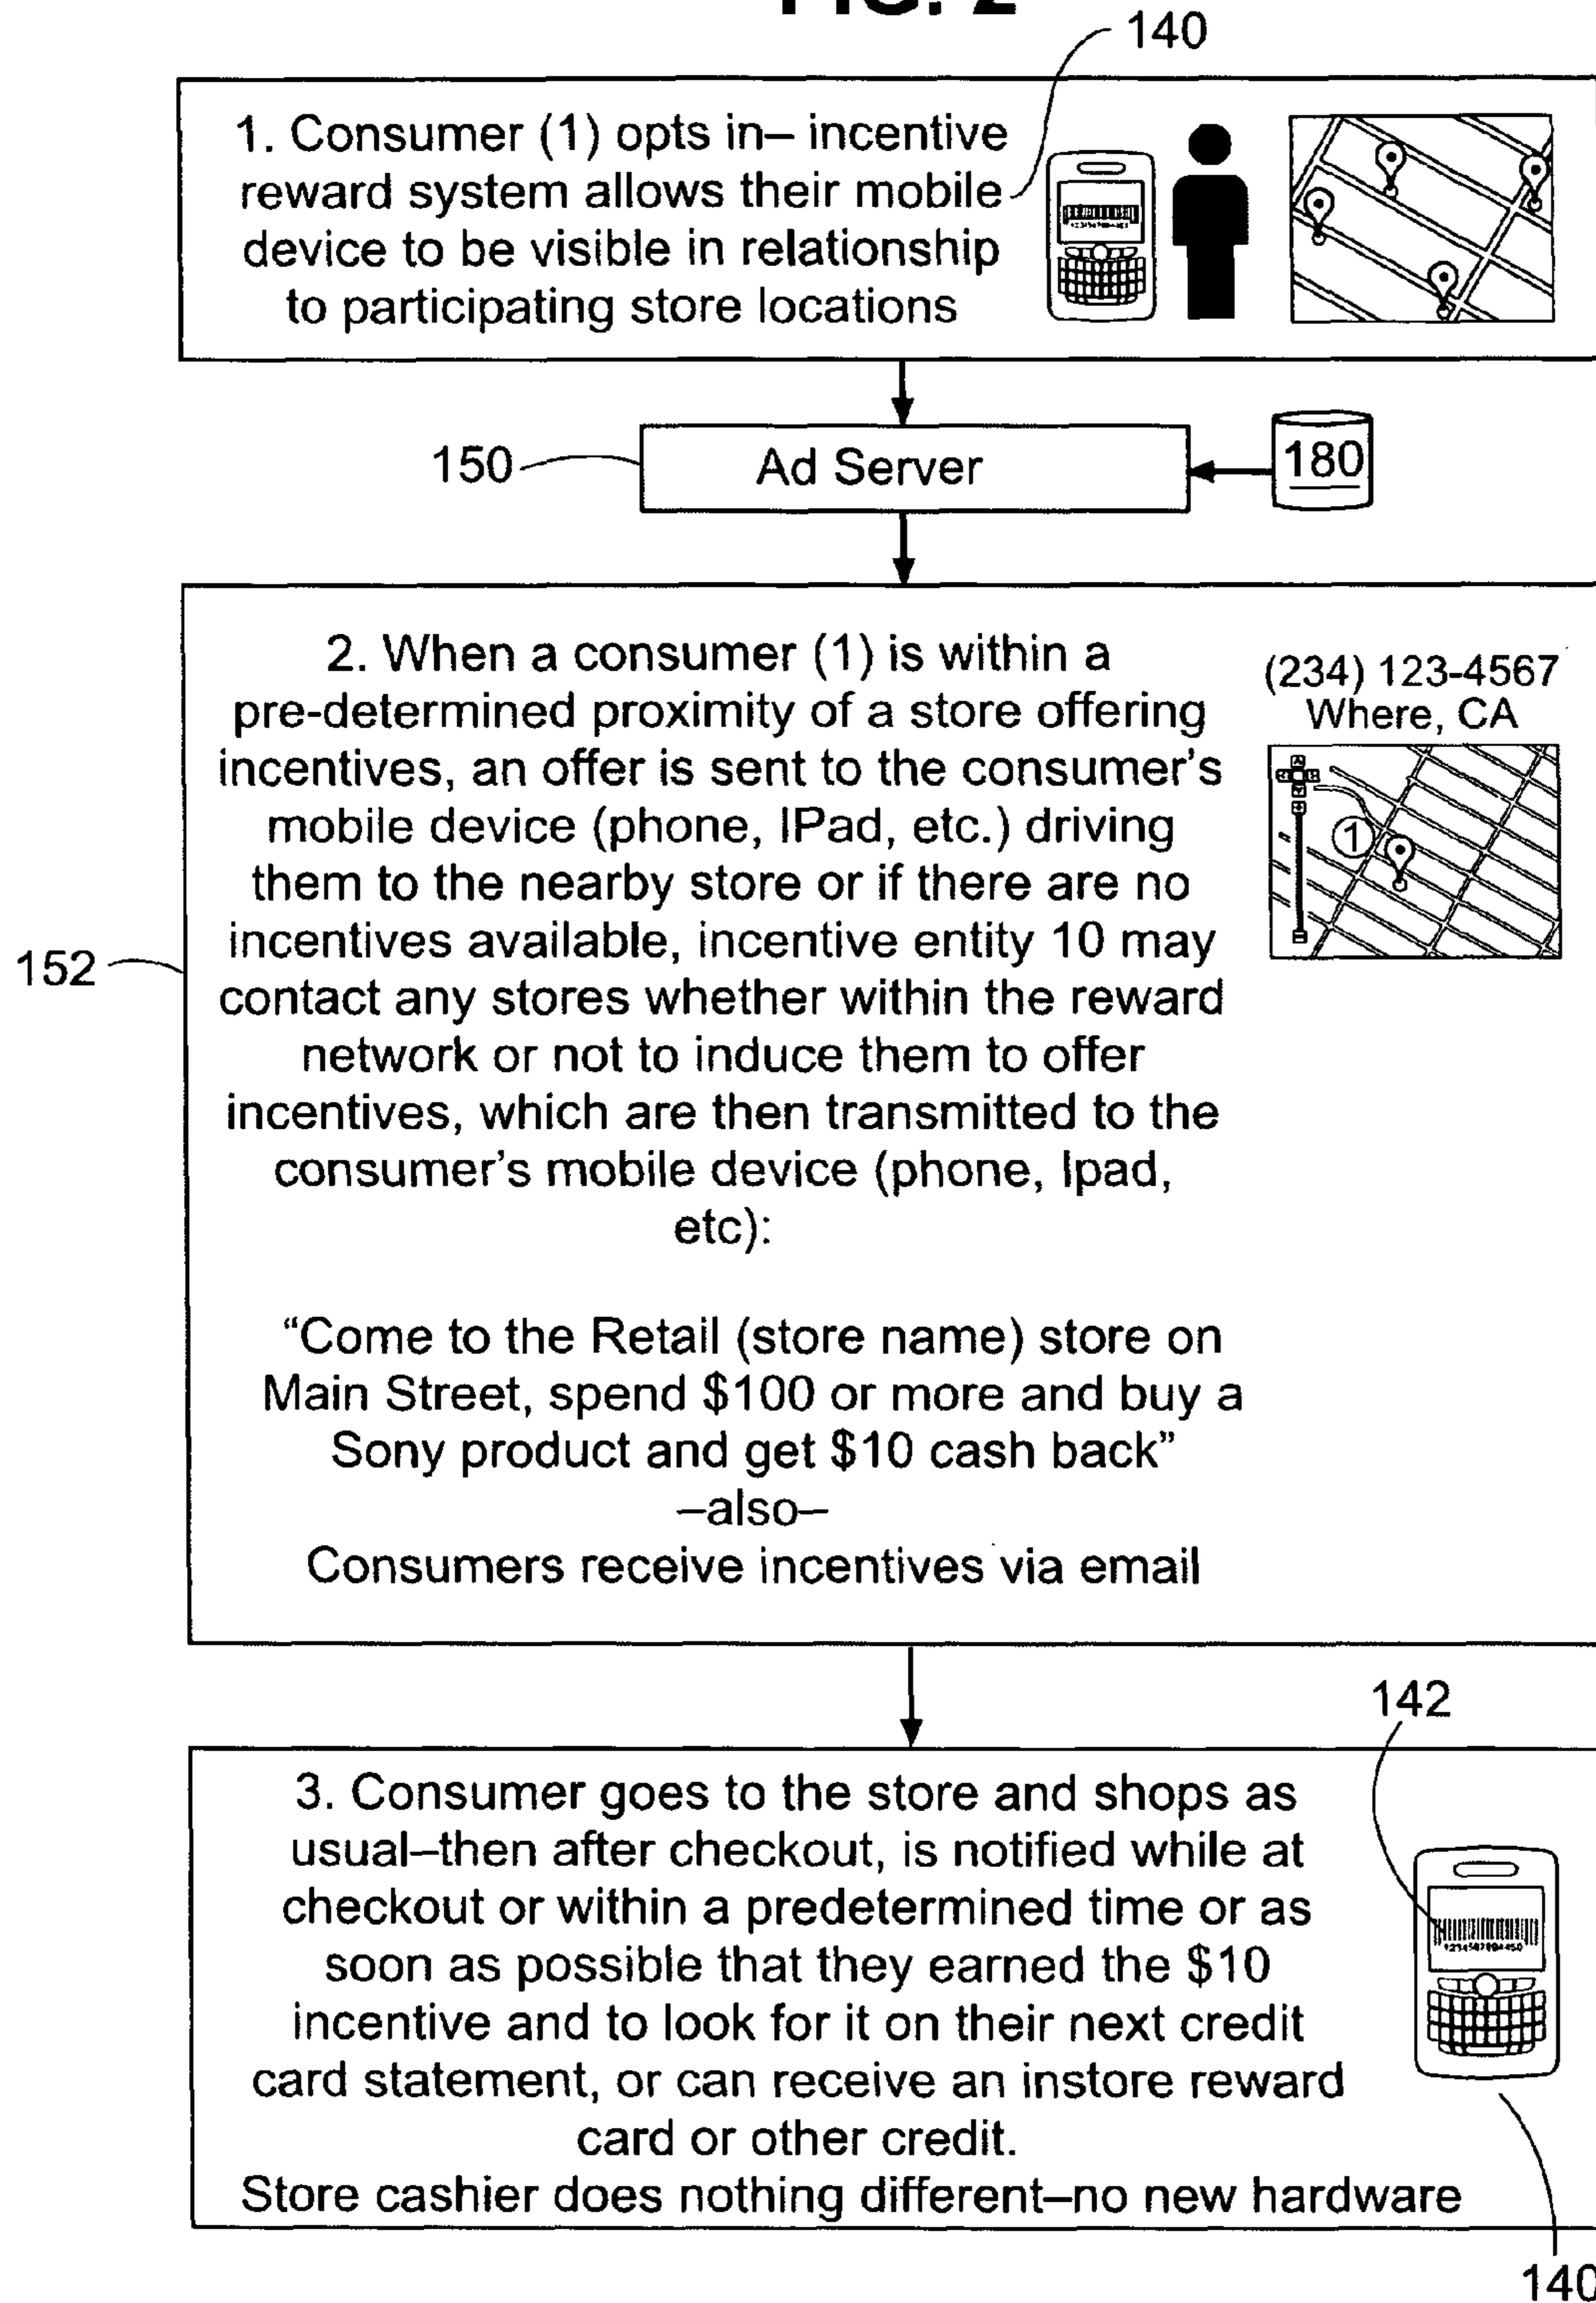 FIG. 2
140
1. Consumer (1) opts in– incentive
reward system allows their mobile
device to be visible in relationship
to participating store locations
150
Ad Server
180
2. When a consumer (1) is within a
pre-determined proximity of a store offering
incentives, an offer is sent to the consumer's
mobile device (phone, IPad, etc.) driving
them to the nearby store or if there are no
incentives available, incentive entity 10 may
contact any stores whether within the reward
network or not to induce them to offer
incentives, which are then transmitted to the
consumer's mobile device (phone, Ipad,
etc):
(234) 123-4567
Where, CA
1
152
“Come to the Retail (store name) store on
Main Street, spend $100 or more and buy a
Sony product and get $10 cash back”
–also–
Consumers receive incentives via email
142
3. Consumer goes to the store and shops as
usual–then after checkout, is notified while at
checkout or within a predetermined time or as
soon as possible that they earned the $10
incentive and to look for it on their next credit
card statement, or can receive an instore reward
card or other credit.
Store cashier does nothing different–no new hardware
140